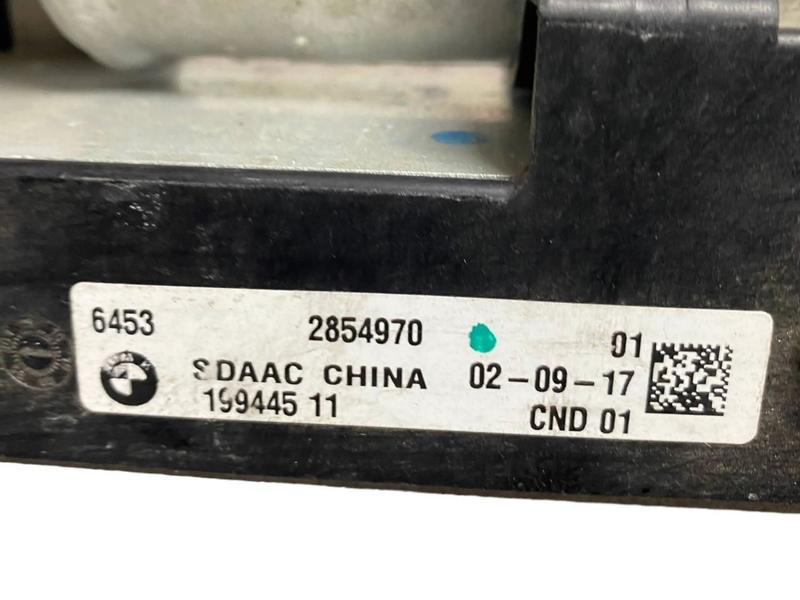 6453 2854970 01
SDAAC CHINA 02-09-17
199445 11 CND 01